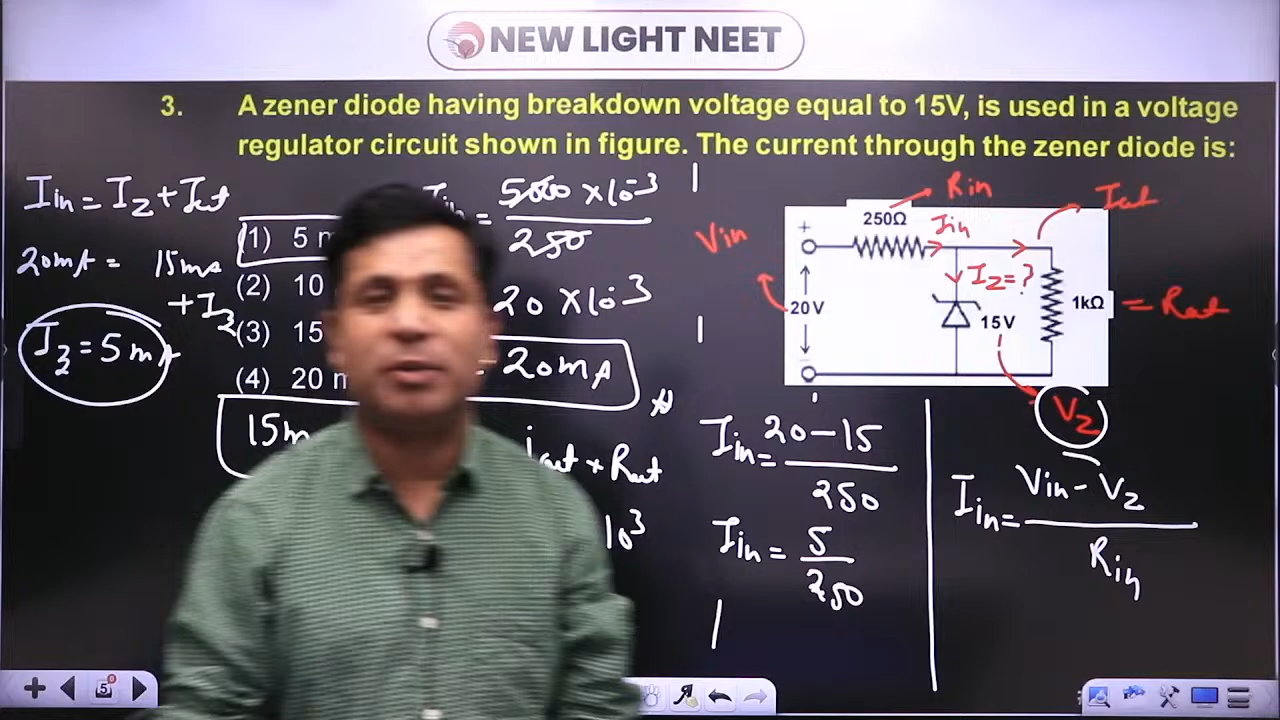 NEW LIGHT NEET
3. A zener diode having breakdown voltage equal to 15V, is used in a voltage
regulator circuit shown in figure. The current through the zener diode is:
Iin = Iz + Iout
20mA = 15mA
+ Iz
Iz = 5mA
(1) 5 m
(2) 10
(3) 15
(4) 20 m
15m
= 5000 ×10-3
250
20 ×10-3
= 20mA
Iout × Rout
10³
Iin = 20-15
250
Iin = 5
250
Iin = Vin - Vz
Rin
Vin
Rin
250Ω
Iin
Iout
+
Iz = ?
20V
1kΩ
= Rout
15V
Vz
5